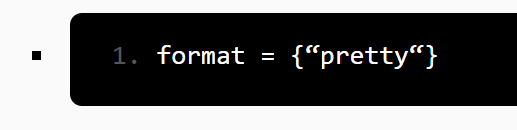 1. format = {“pretty“}